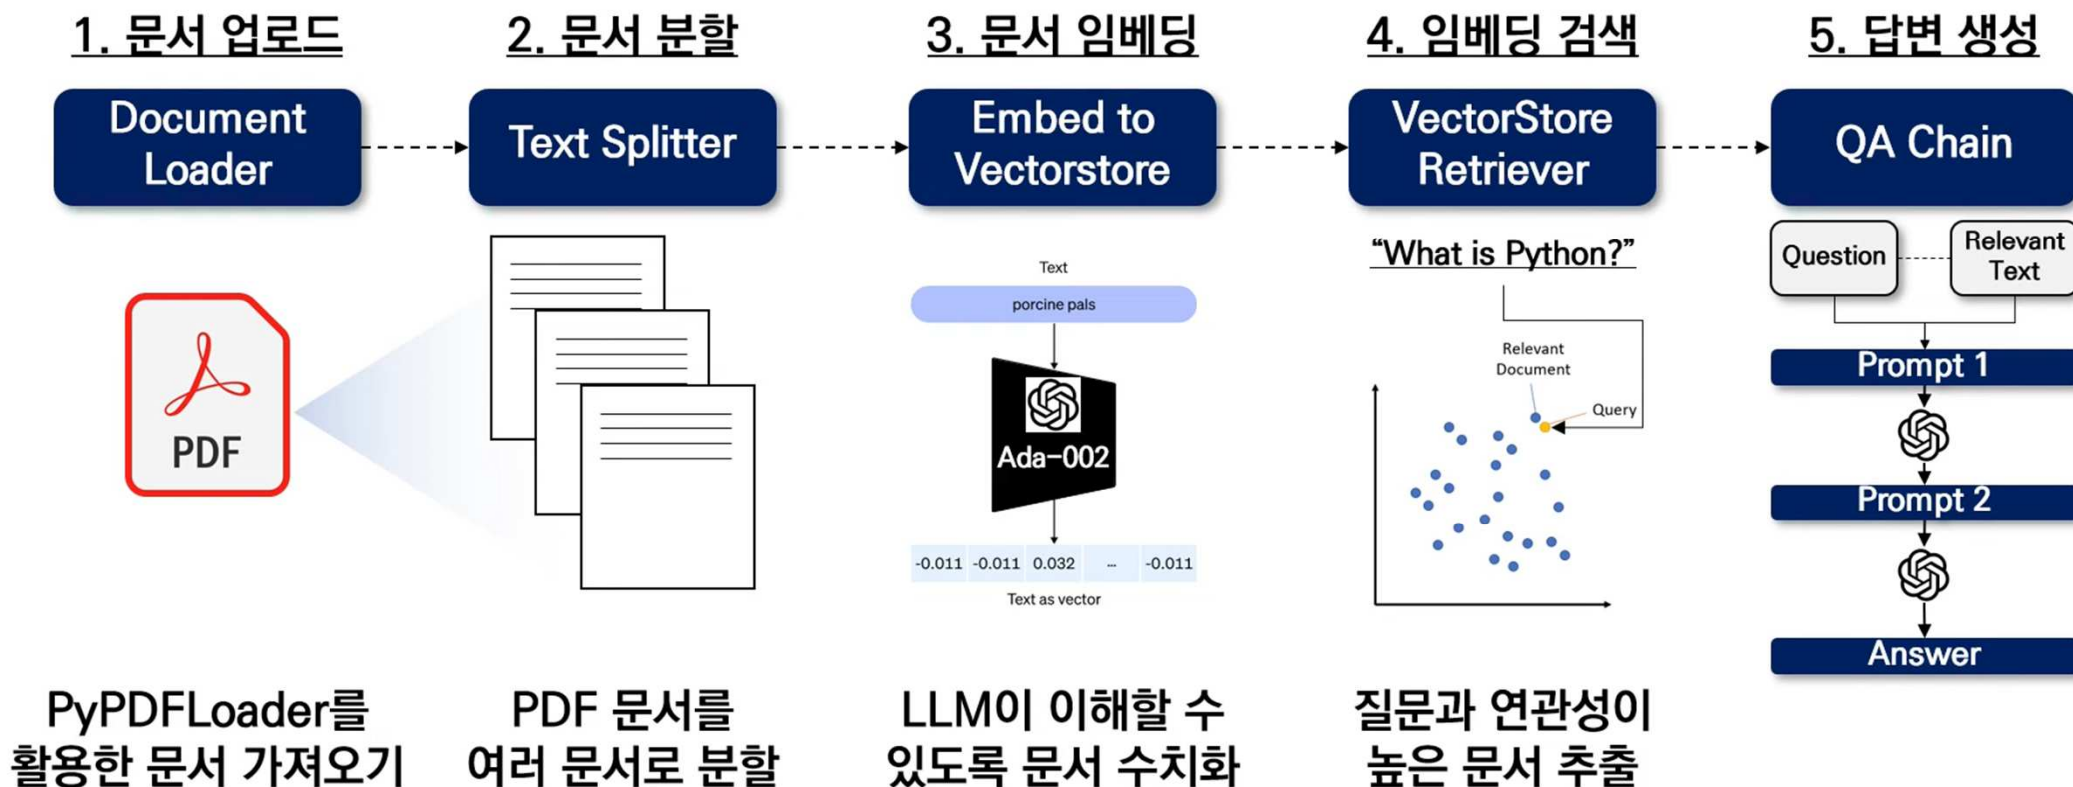 1. 문서 업로드
2. 문서 분할
3. 문서 임베딩
4. 임베딩 검색
5. 답변 생성
Document
Loader
Text Splitter
Embed to
Vectorstore
VectorStore
Retriever
QA Chain
PDF
Text
porcine pals
Ada-002
-0.011 -0.011 0.032 ... -0.011
Text as vector
“What is Python?”
Relevant
Document
Query
Question
Relevant
Text
Prompt 1
Prompt 2
Answer
PyPDFLoader를
활용한 문서 가져오기
PDF 문서를
여러 문서로 분할
LLM이 이해할 수
있도록 문서 수치화
질문과 연관성이
높은 문서 추출